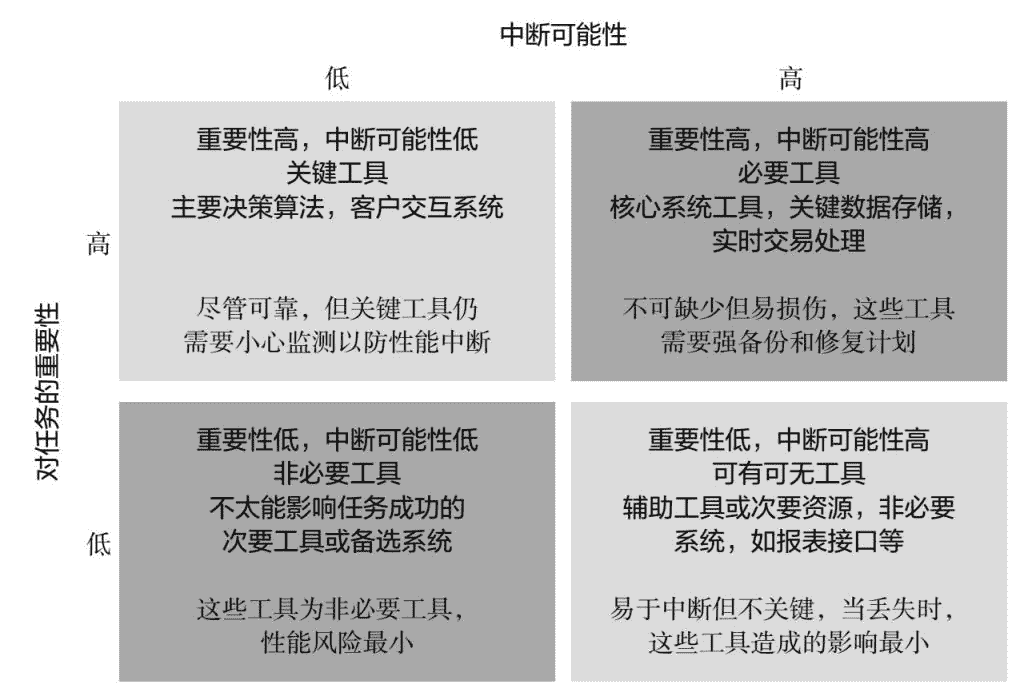 中断可能性
低
高
对任务的重要性
高
重要性高，中断可能性低
关键工具
主要决策算法，客户交互系统
尽管可靠，但关键工具仍
需要小心监测以防性能中断
重要性高，中断可能性高
必要工具
核心系统工具，关键数据存储，
实时交易处理
不可缺少但易损伤，这些工具
需要强备份和修复计划
低
重要性低，中断可能性低
非必要工具
不太能影响任务成功的
次要工具或备选系统
这些工具为非必要工具，
性能风险最小
重要性低，中断可能性高
可有可无工具
辅助工具或次要资源，非必要
系统，如报表接口等
易于中断但不关键，当丢失时，
这些工具造成的影响最小